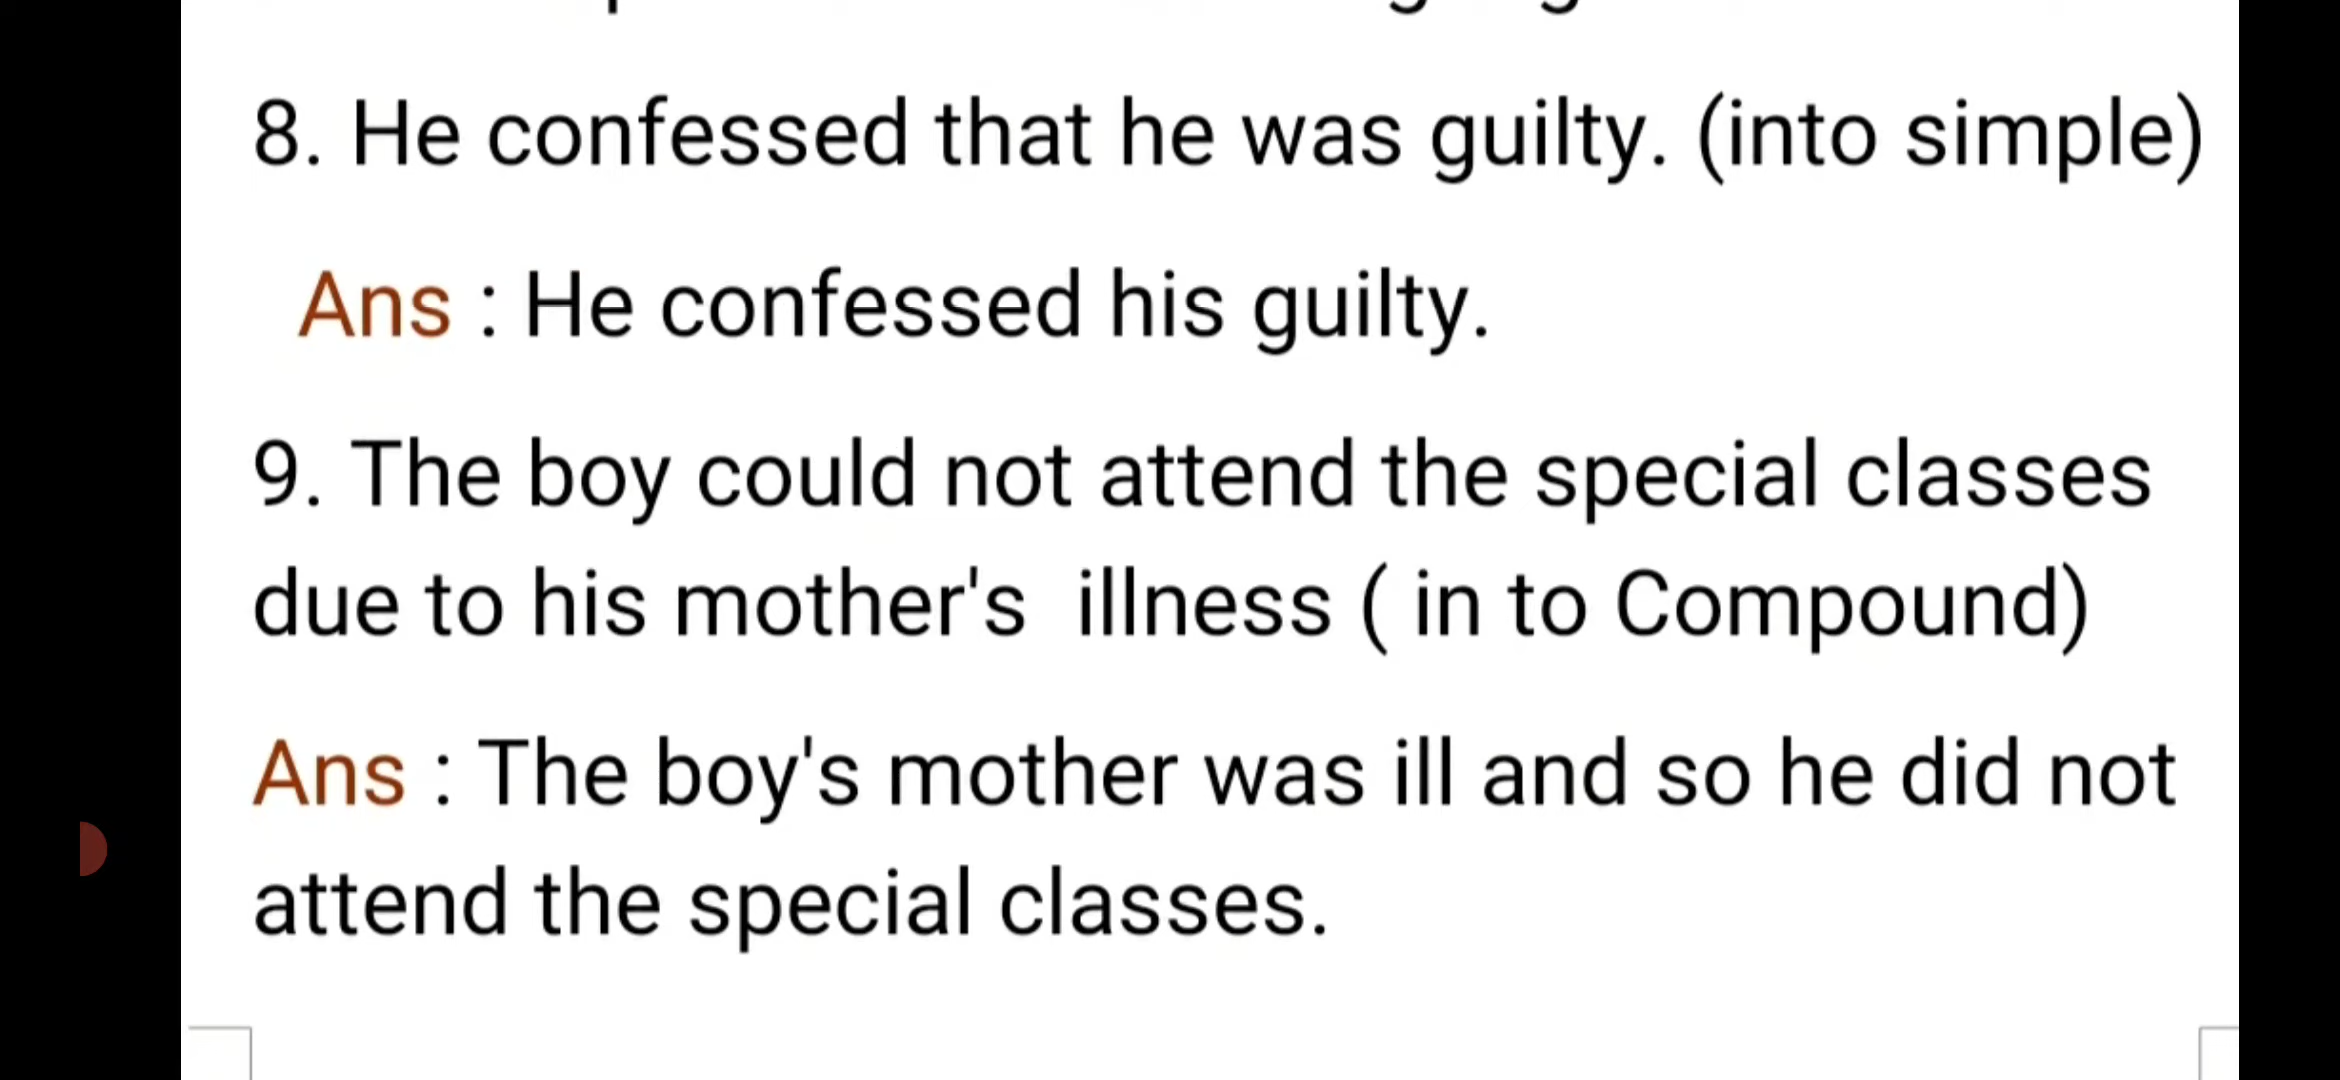 8. He confessed that he was guilty. (into simple)
Ans : He confessed his guilty.
9. The boy could not attend the special classes
due to his mother's  illness ( in to Compound)
Ans : The boy's mother was ill and so he did not
attend the special classes.